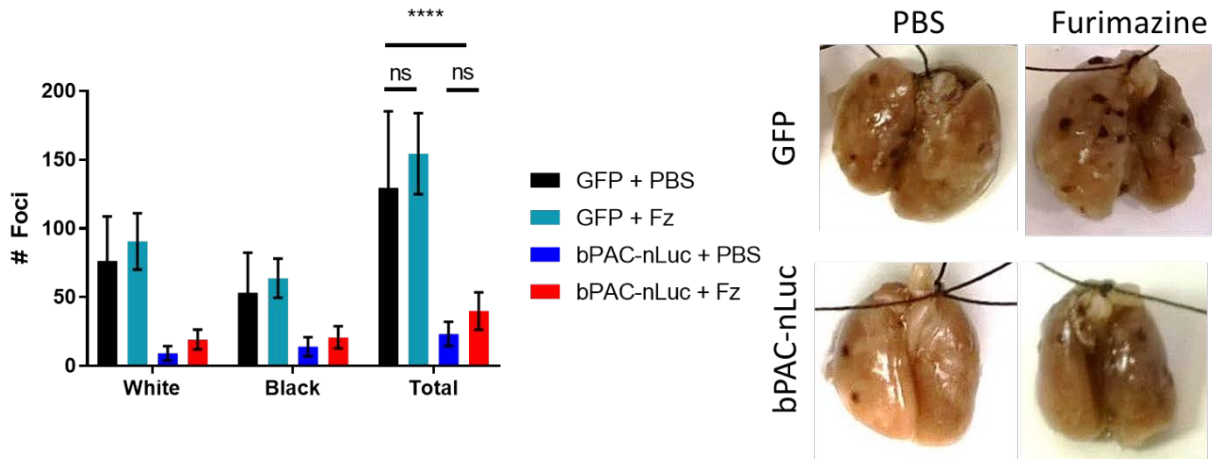 ****
ns
ns
200
150
100
50
0
# Foci
White
Black
Total
GFP + PBS
GFP + Fz
bPAC-nLuc + PBS
bPAC-nLuc + Fz
PBS
Furimazine
GFP
bPAC-nLuc